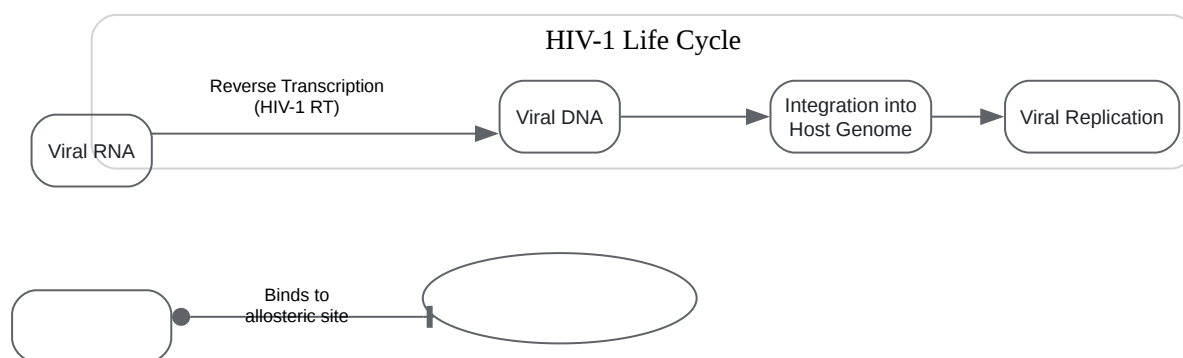 HIV-1 Life Cycle
Reverse Transcription
(HIV-1 RT)
Viral RNA
Viral DNA
Integration into
Host Genome
Viral Replication
Binds to
allosteric site